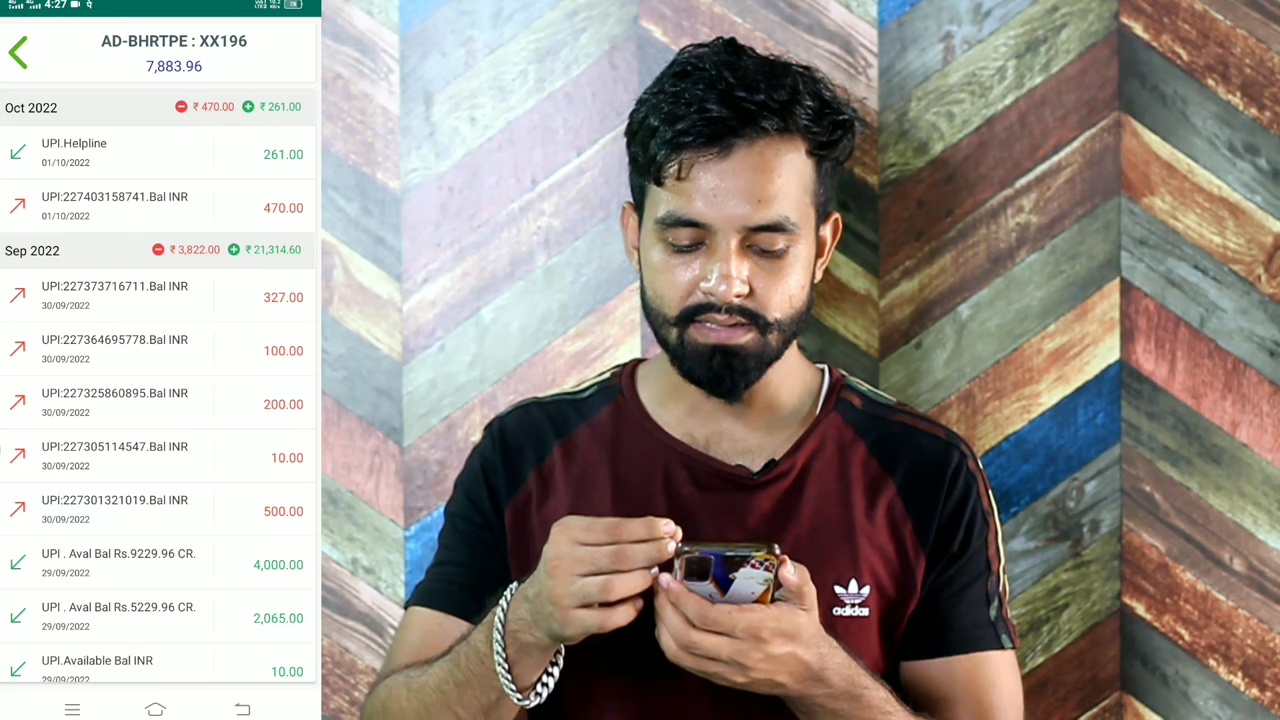 4:27
78
AD-BHRTPE : XX196
7,883.96
Oct 2022 ₹ 470.00 ₹ 261.00
UPI.Helpline
01/10/2022
261.00
UPI:227403158741.Bal INR
01/10/2022
470.00
Sep 2022 ₹ 3,822.00 ₹ 21,314.60
UPI:227373716711.Bal INR
30/09/2022
327.00
UPI:227364695778.Bal INR
30/09/2022
100.00
UPI:227325860895.Bal INR
30/09/2022
200.00
UPI:227305114547.Bal INR
30/09/2022
10.00
UPI:227301321019.Bal INR
30/09/2022
500.00
UPI . Aval Bal Rs.9229.96 CR.
29/09/2022
4,000.00
UPI . Aval Bal Rs.5229.96 CR.
29/09/2022
2,065.00
UPI.Available Bal INR
29/09/2022
10.00
adidas